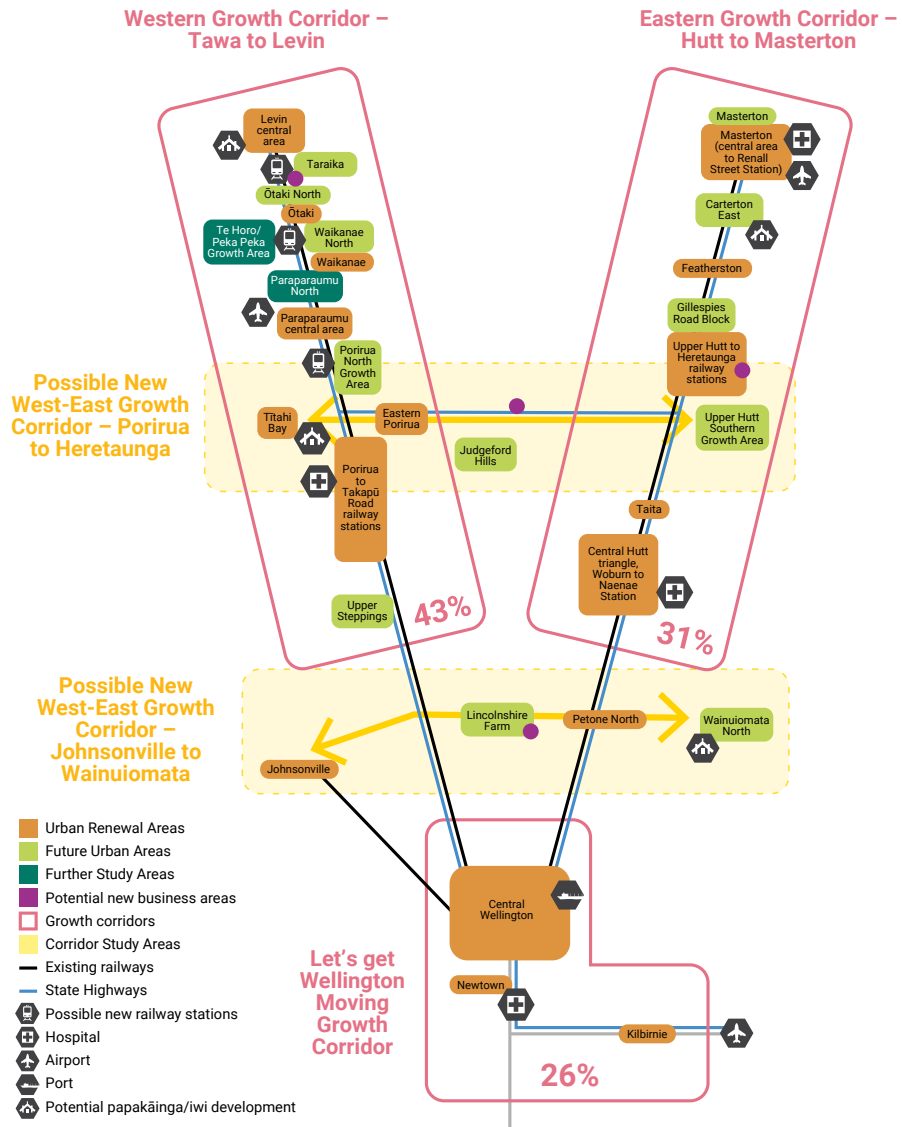 Western Growth Corridor –
Tawa to Levin
Eastern Growth Corridor –
Hutt to Masterton
Levin
central
area
Taraika
Ōtaki North
Ōtaki
Te Horo/
Peka Peka
Growth Area
Waikanae
North
Waikanae
Paraparaumu
North
Paraparaumu
central area
Porirua
North
Growth
Area
Masterton
Masterton
(central area
to Renall
Street Station)
Carterton
East
Featherston
Gillespies
Road Block
Upper Hutt to
Heretaunga
railway
stations
Possible New
West-East Growth
Corridor – Porirua
to Heretaunga
Tītahi
Bay
Eastern
Porirua
Judgeford
Hills
Upper Hutt
Southern
Growth Area
Porirua
to
Takapū
Road
railway
stations
Taita
Central Hutt
triangle,
Woburn to
Naenae
Station
Upper
Steppings
43%
31%
Possible New
West-East Growth
Corridor –
Johnsonville to
Wainuiomata
Lincolnshire
Farm
Petone North
Wainuiomata
North
Johnsonville
Urban Renewal Areas
Future Urban Areas
Further Study Areas
Potential new business areas
Growth corridors
Corridor Study Areas
Existing railways
State Highways
Possible new railway stations
Hospital
Airport
Port
Potential papakāinga/iwi development
Central
Wellington
Let's get
Wellington
Moving
Growth
Corridor
Newtown
Kilbirnie
26%